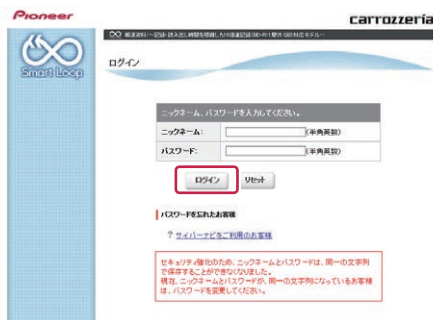 Pioneer
carrozzeria
Smart Loop
ログイン
ニックネーム、パスワードを入力してください。
ニックネーム:
(半角英数)
パスワード:
(半角英数)
ログイン
リセット
パスワードを忘れたお客様
? サイバーナビをご利用のお客様
セキュリティ強化のため、ニックネームとパスワードは、同一の文字列
で保存することができなくなりました。
現在、ニックネームとパスワードが、同一の文字列になっているお客様
は、パスワードを変更してください。